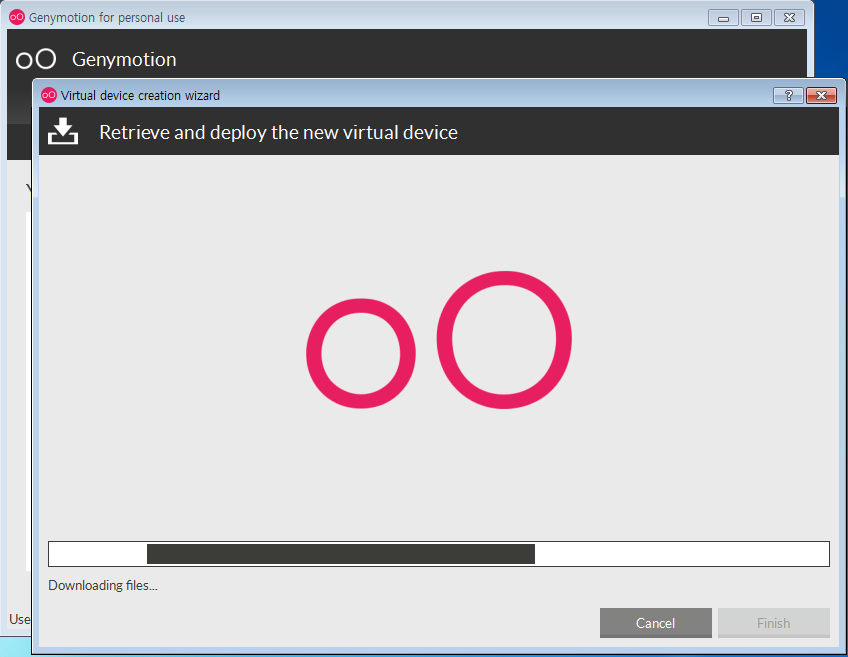 Genymotion for personal use
Genymotion
Virtual device creation wizard
Retrieve and deploy the new virtual device
Downloading files...
Use
Cancel
Finish